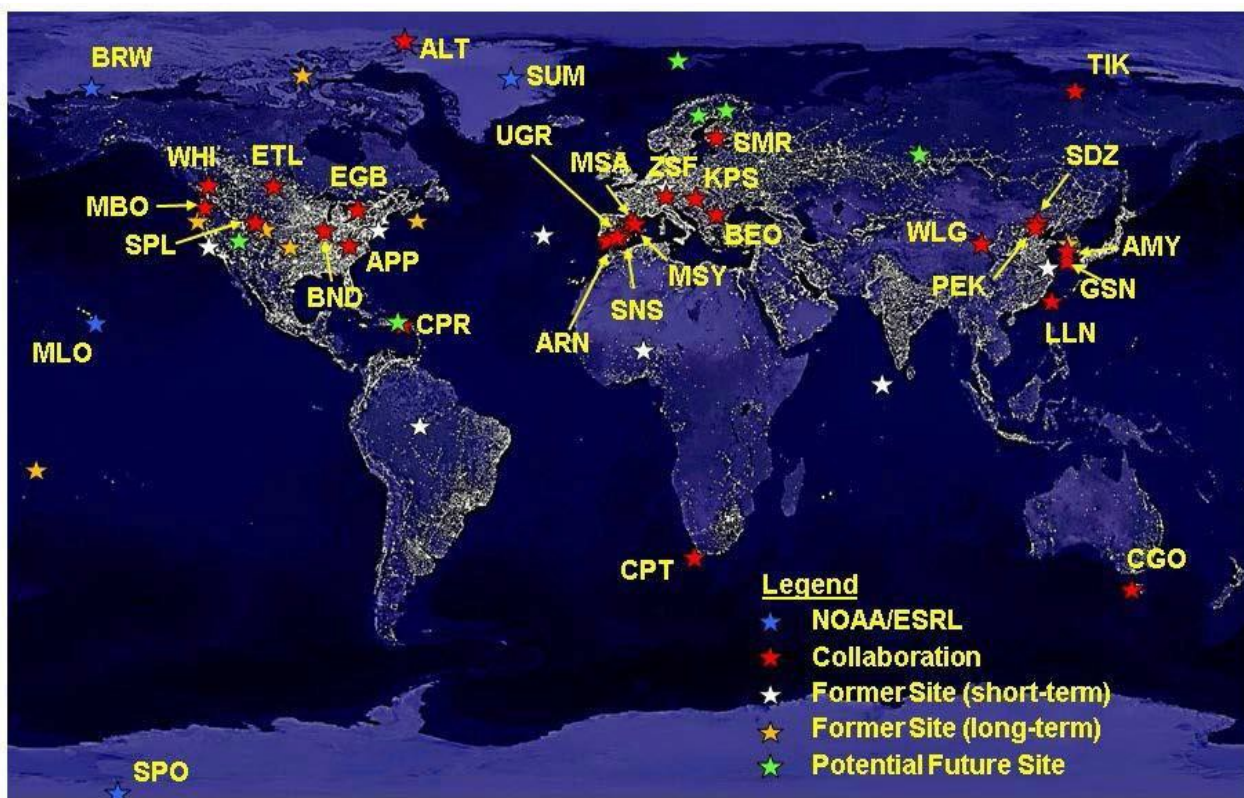 BRW
ALT
SUM
TIK
UGR
SMR
WHI
ETL
MSA
ZSF
SDZ
EGB
KPS
MBO
SPL
BEO
WLG
AMY
APP
MSY
PEK
GSN
BND
SNS
CPR
ARN
LLN
MLO
CPT
CGO
Legend
NOAA/ESRL
Collaboration
Former Site (short-term)
Former Site (long-term)
Potential Future Site
SPO